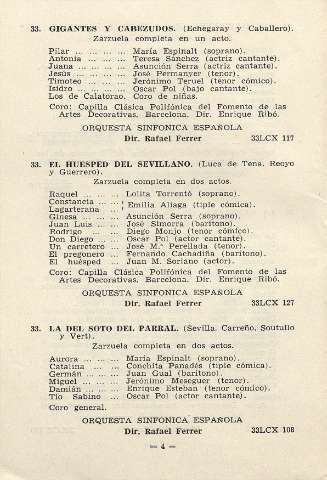 33. GIGANTES Y CABEZUDOS. (Echegaray y Caballero).
Zarzuela completa en un acto.
Pilar ... ... ... ... María Espinalt (soprano).
Antonia ... ... ... Teresa Sánchez (actriz cantante).
Juana ... ... ... ... Asunción Serra (actriz cantante).
Jesús ... ... ... ... José Permanyer (tenor).
Timoteo ... ... ... Jerónimo Teruel (tenor cómico).
Isidro ... ... ... ... Oscar Pol (bajo cantante).
Los de Calatorao. Coro de niñas.
Coro: Capilla Clásica Polifónica del Fomento de las
Artes Decorativas. Barcelona. Dir. Enrique Ribó.
ORQUESTA SINFONICA ESPAÑOLA
Dir. Rafael Ferrer 33LCX 117
33. EL HUESPED DEL SEVILLANO. (Luca de Tena, Reoyo
y Guerrero).
Zarzuela completa en dos actos.
Raquel ... ... ... Lolita Torrentó (soprano).
Constancia ... ...
Lagarterana ... Emilia Aliaga (tiple cómica).
Ginesa ... ... ... Asunción Serra (soprano).
Juan Luis ... ... José Simorra (barítono).
Rodrigo ... ... Diego Monjo (tenor cómico).
Don Diego ... ... Oscar Pol (actor cantante).
Un carretero ... José M.ª Perellada (tenor).
El pregonero ... Fernando Cachadiña (barítono).
El huésped ... Juan M. Soriano (actor).
Coro: Capilla Clásica Polifónica del Fomento de las
Artes Decorativas, Barcelona. Dir. Enrique Ribó.
ORQUESTA SINFONICA ESPAÑOLA
Dir. Rafael Ferrer 33LCX 127
33. LA DEL SOTO DEL PARRAL. (Sevilla, Carreño, Soutullo
y Vert).
Zarzuela completa en dos actos.
Aurora ... ... ... María Espinalt (soprano).
Catalina ... ... Conchita Panadés (tiple cómica).
Germán ... ... ... Juan Gual (barítono).
Miguel ... ... ... Jerónimo Meseguer (tenor).
Damián ... ... ... Enrique Esteban (tenor cómico).
Tío Sabino ... ... Oscar Pol (actor cantante).
Coro general.
ORQUESTA SINFONICA ESPAÑOLA
Dir. Rafael Ferrer 33LCX 108
— 4 —